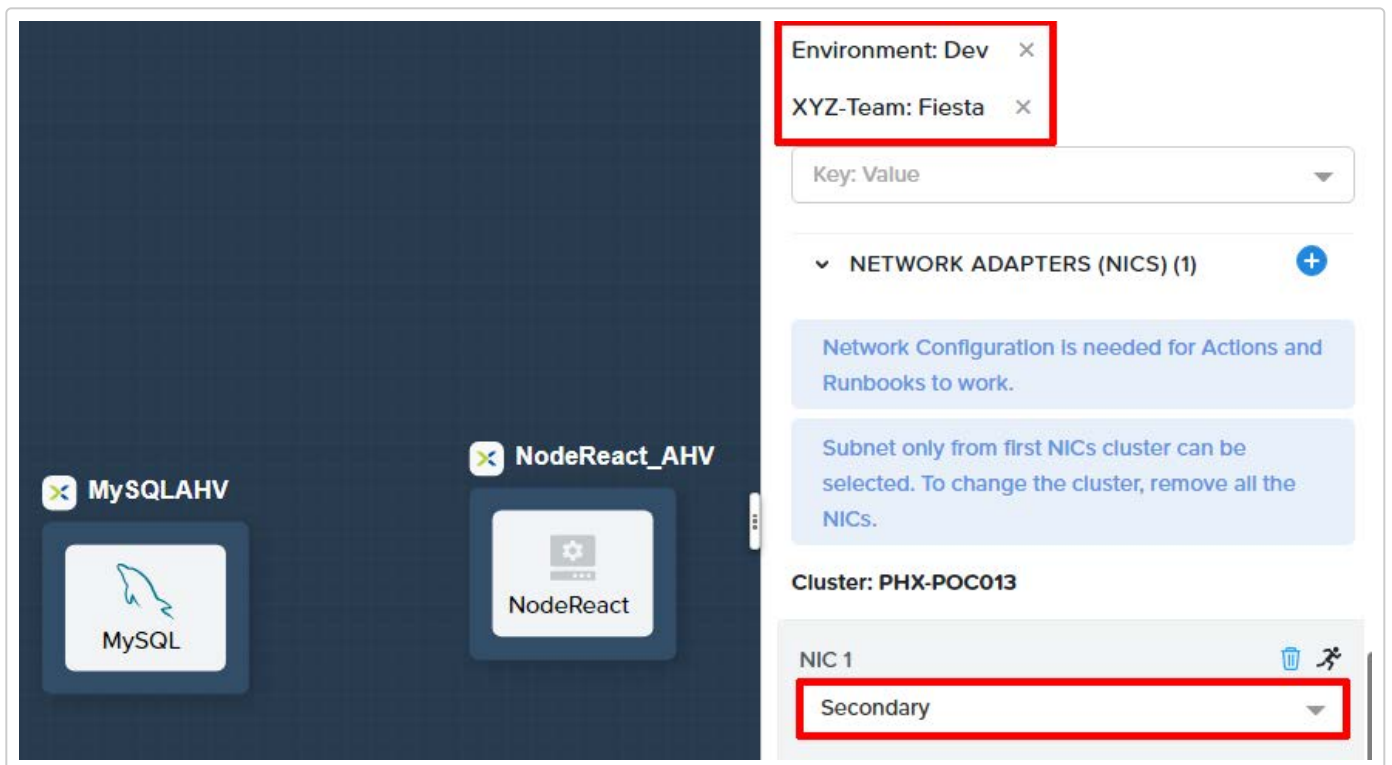 MySQLAHV
MySQL
NodeReact_AHV
NodeReact
Environment: Dev
XYZ-Team: Fiesta
Key: Value
NETWORK ADAPTERS (NICS) (1)
Network Configuration is needed for Actions and
Runbooks to work.
Subnet only from first NICs cluster can be
selected. To change the cluster, remove all the
NICs.
Cluster: PHX-POC013
NIC 1
Secondary